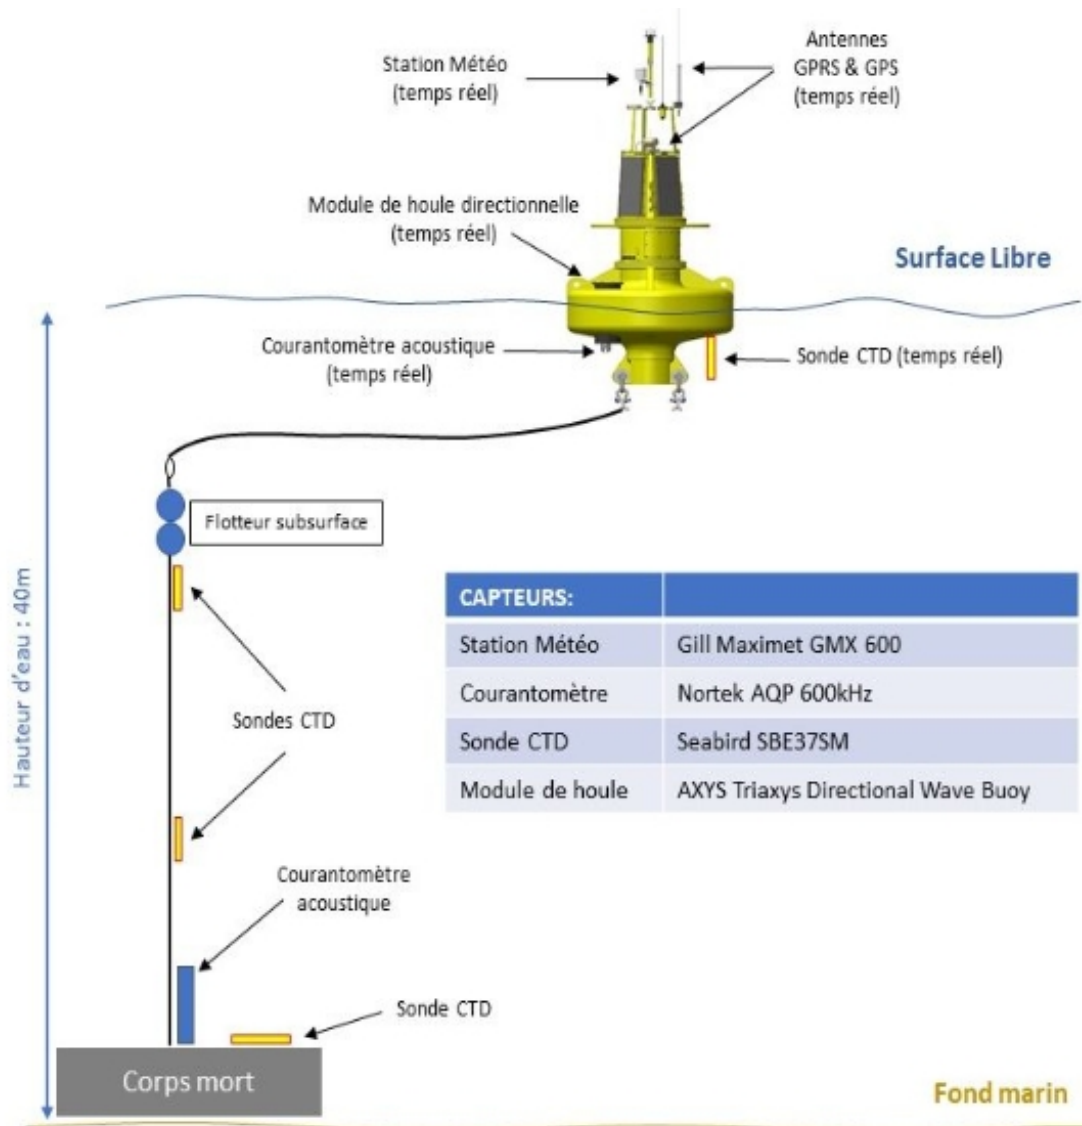 Station Météo
(temps réel)
Antennes
GPRS & GPS
(temps réel)
Module de houle directionnelle
(temps réel)
Surface Libre
Courantomètre acoustique
(temps réel)
Sonde CTD (temps réel)
Flotteur subsurface
Hauteur d'eau : 40m
CAPTEURS:
Station Météo Gill Maximet GMX 600
Courantomètre Nortek AQP 600kHz
Sonde CTD Seabird SBE37SM
Module de houle AXYS Triaxys Directional Wave Buoy
Sondes CTD
Courantomètre
acoustique
Sonde CTD
Corps mort
Fond marin